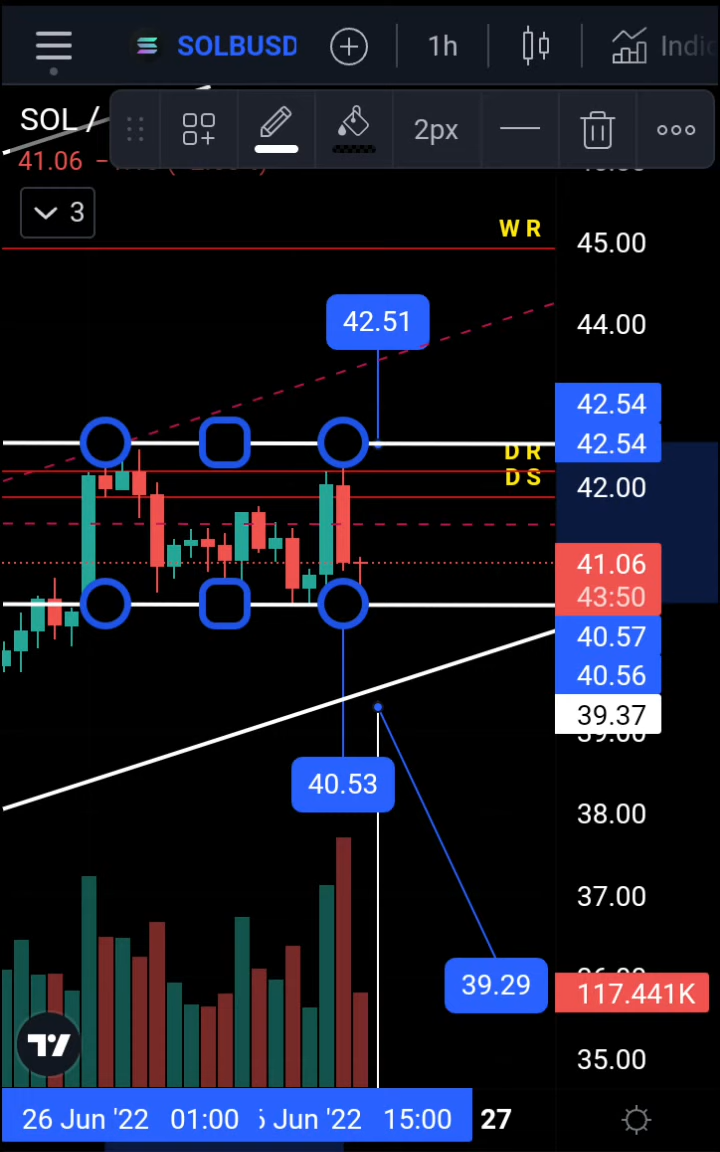 SOLBUSD 1h
SOL / 2px
41.06
3
W R
45.00
44.00
42.51
42.54
42.54
D R
D S
42.00
41.06
43:50
40.57
40.56
39.37
39.00
40.53
38.00
37.00
39.29
117.441K
35.00
26 Jun '22 01:00 Jun '22 15:00 27